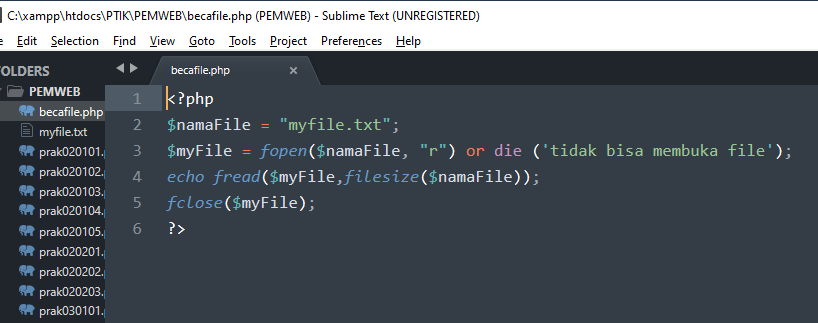 C:\xampp\htdocs\PTIK\PEMWEB\becafile.php (PEMWEB) - Sublime Text (UNREGISTERED)
Edit Selection Find View Goto Tools Project Preferences Help
FOLDERS
PEMWEB
becafile.php
myfile.txt
prak020101.
prak020102.
prak020103.
prak020104.
prak020105.
prak020201.
prak020202.
prak020203.
prak030101.
becafile.php ×
1 <?php
2 $namaFile = "myfile.txt";
3 $myFile = fopen($namaFile, "r") or die ('tidak bisa membuka file');
4 echo fread($myFile,filesize($namaFile));
5 fclose($myFile);
6 ?>